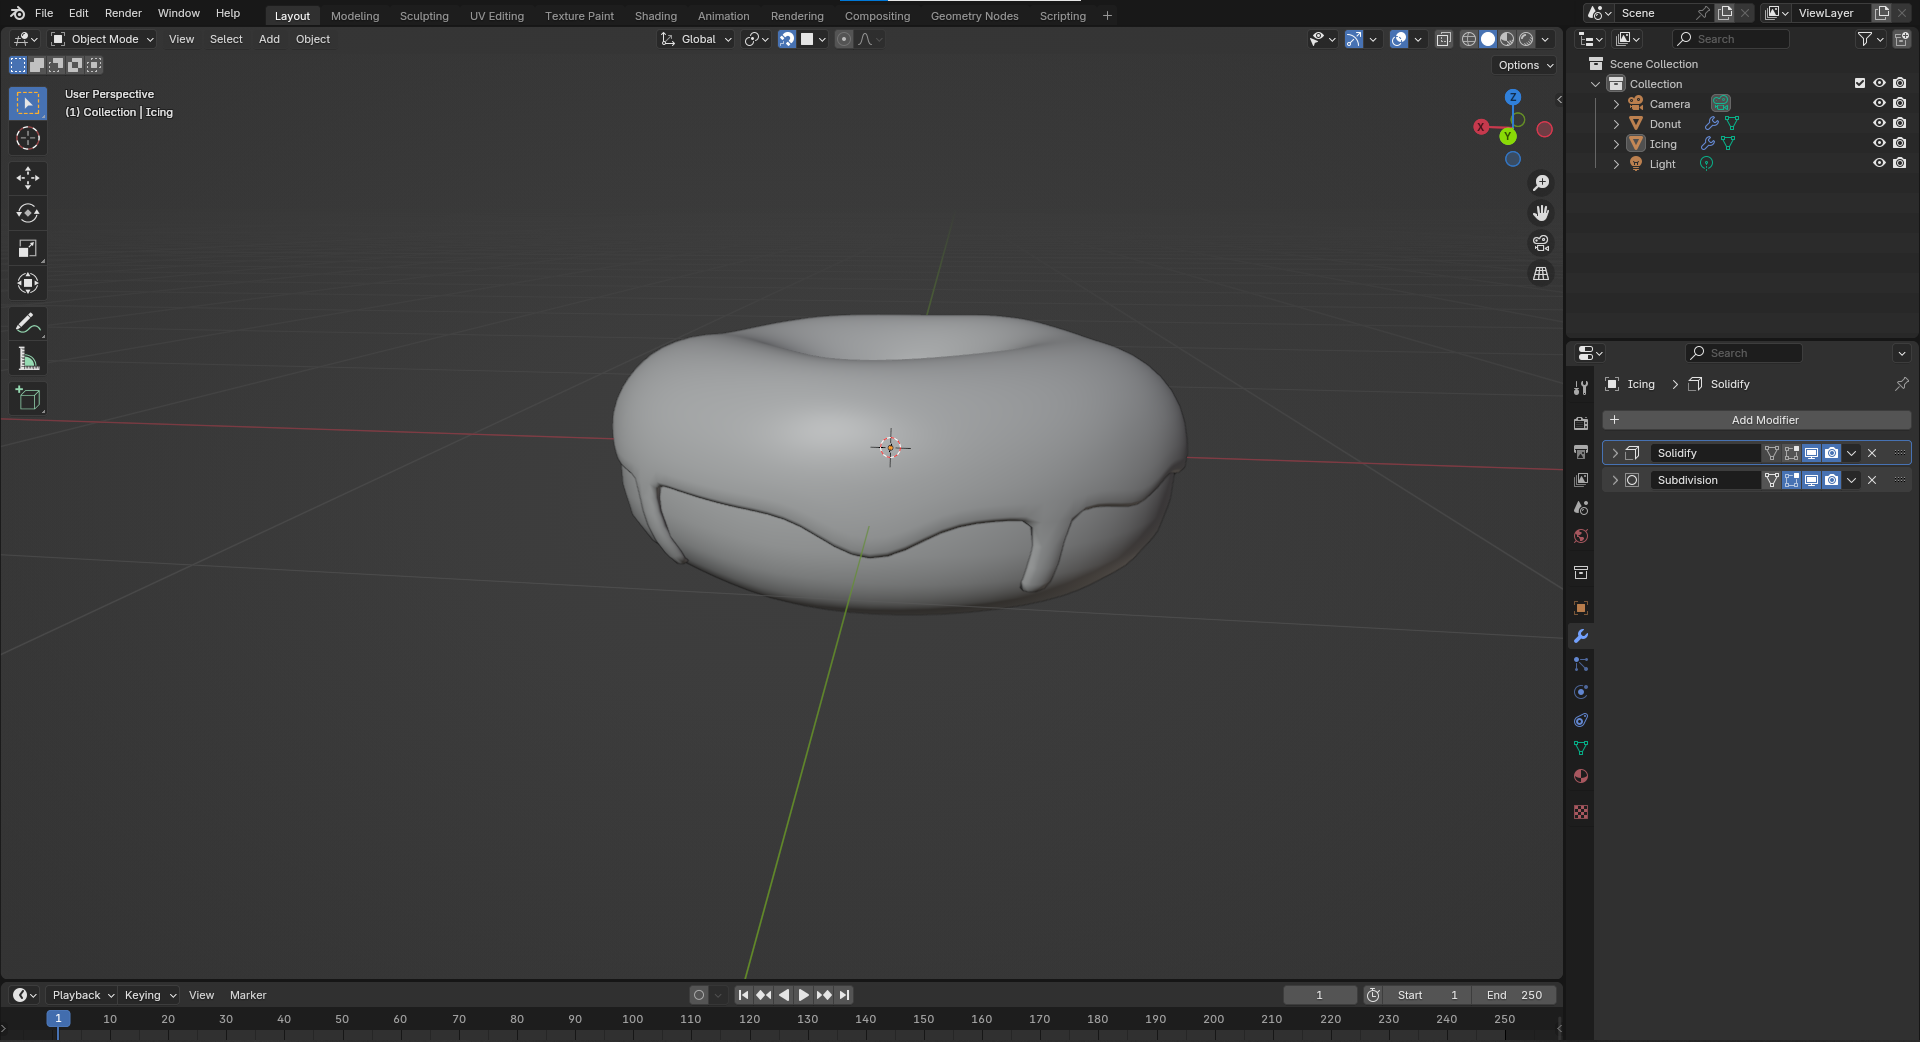 File Edit Render Window Help
Layout Modeling Sculpting UV Editing Texture Paint Shading Animation Rendering Compositing Geometry Nodes Scripting +
Scene
ViewLayer
Object Mode View Select Add Object
Global
Options
User Perspective
(1) Collection | Icing
Z
X
Y
Search
Scene Collection
Collection
Camera
Donut
Icing
Light
Search
Icing > Solidify
+ Add Modifier
Solidify
Subdivision
Playback Keying View Marker
1
Start 1
End 250
1 10 20 30 40 50 60 70 80 90 100 110 120 130 140 150 160 170 180 190 200 210 220 230 240 250